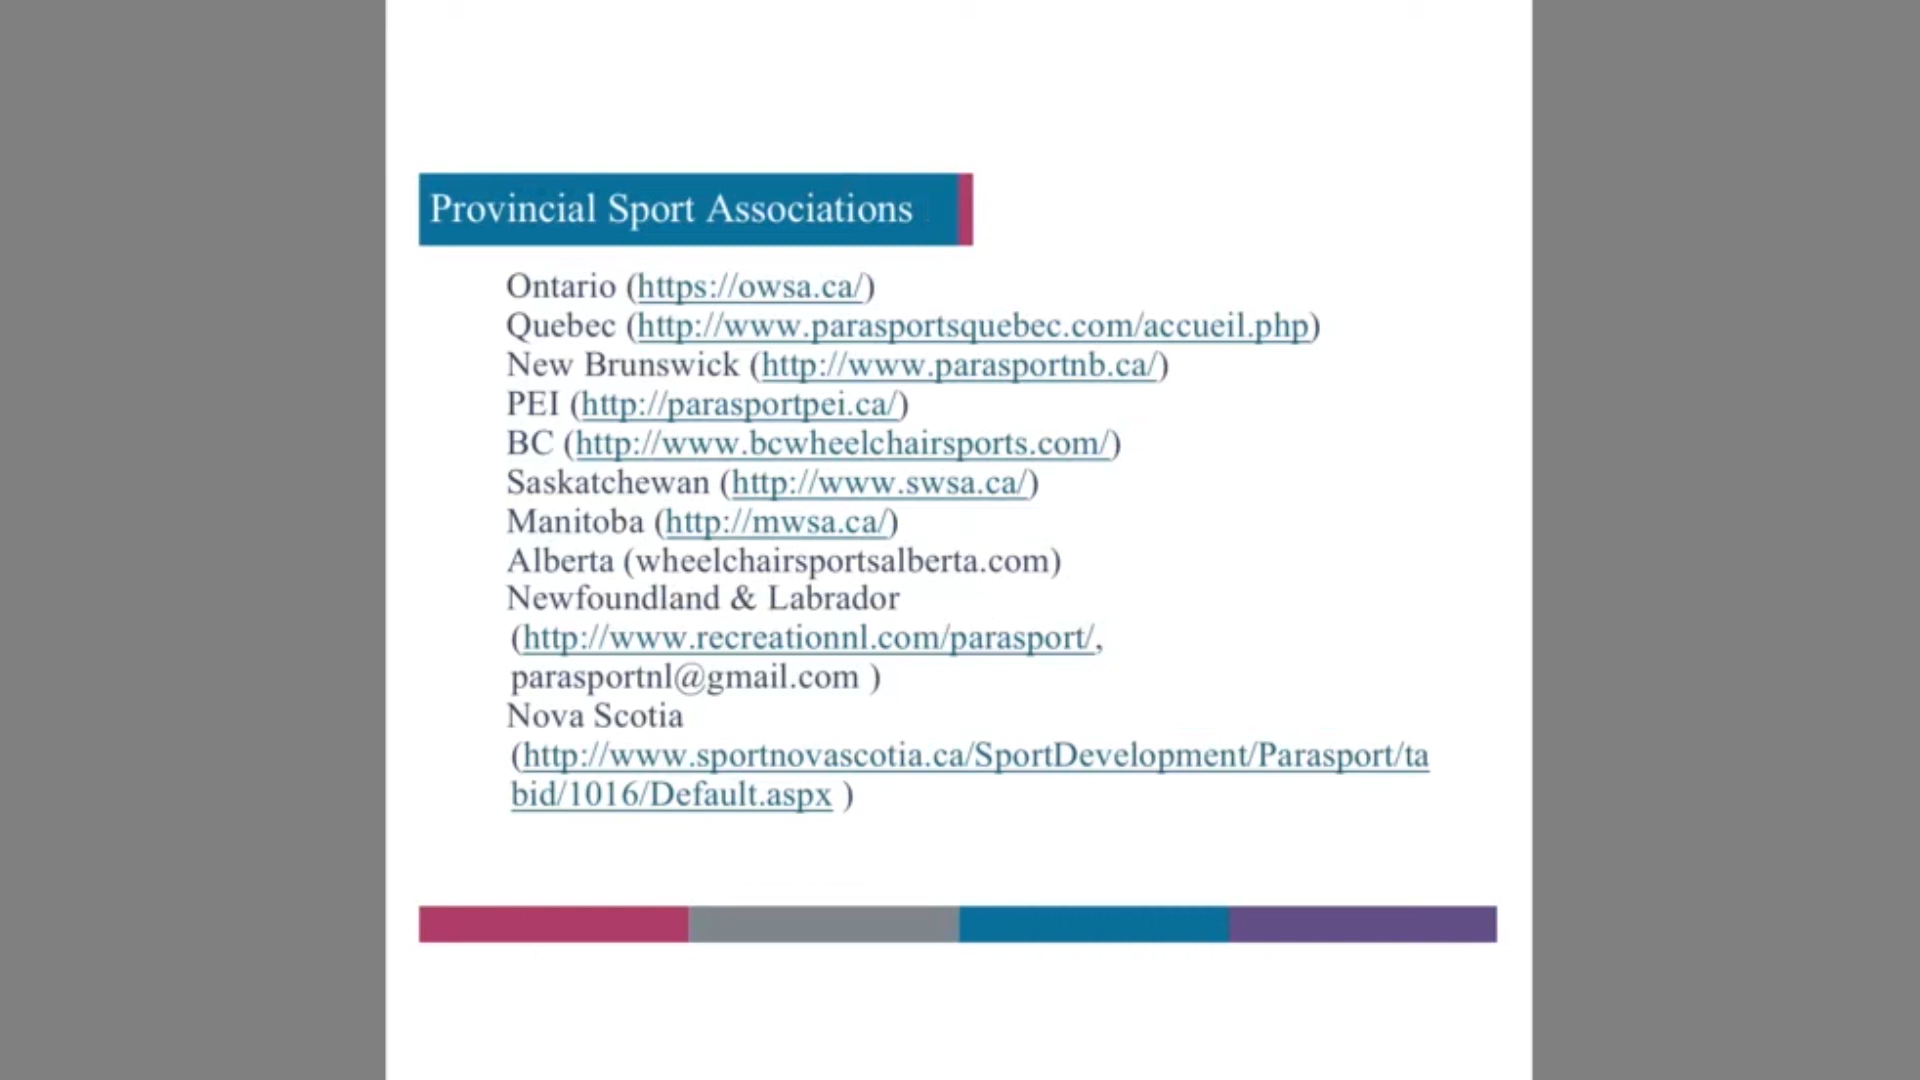 Provincial Sport Associations
Ontario (https://owsa.ca/)
Quebec (http://www.parasportsquebec.com/accueil.php)
New Brunswick (http://www.parasportnb.ca/)
PEI (http://parasportpei.ca/)
BC (http://www.bcwheelchairsports.com/)
Saskatchewan (http://www.swsa.ca/)
Manitoba (http://mwsa.ca/)
Alberta (wheelchairsportsalberta.com)
Newfoundland & Labrador
(http://www.recreationnl.com/parasport/,
parasportnl@gmail.com )
Nova Scotia
(http://www.sportnovascotia.ca/SportDevelopment/Parasport/ta
bid/1016/Default.aspx )